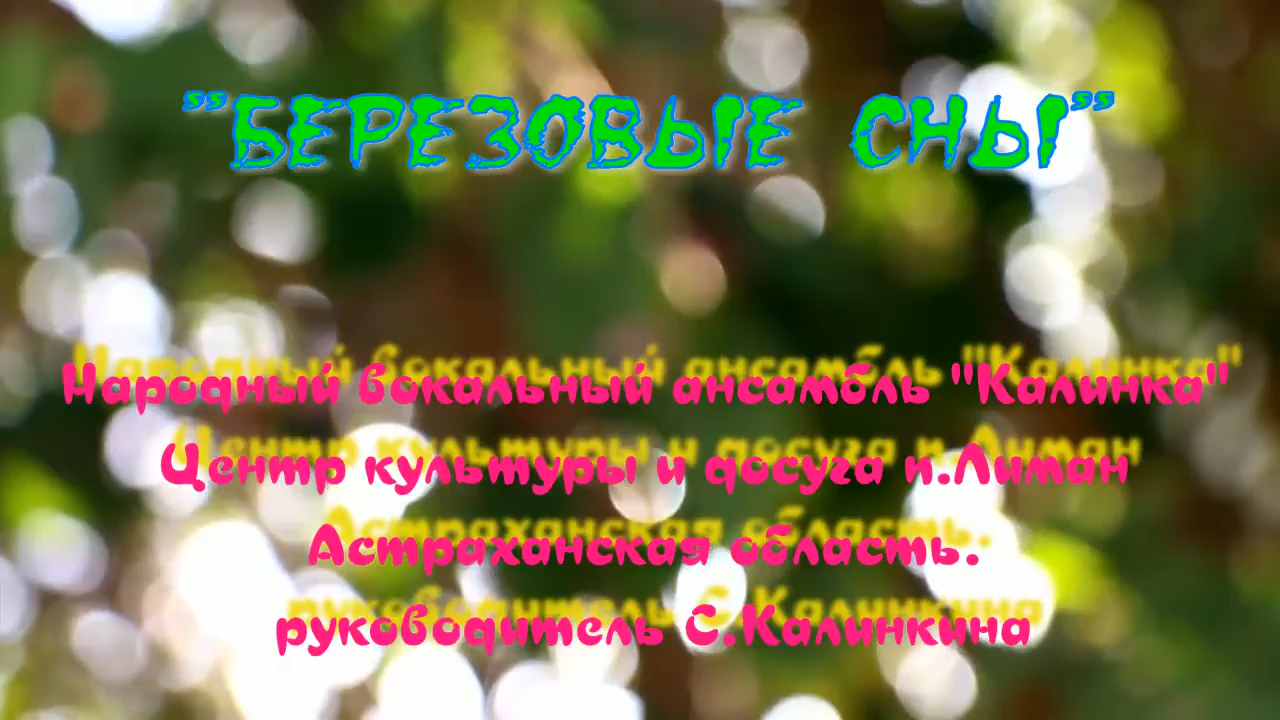 "БЕРЕЗОВЫЕ СНЫ"
Народный вокальный ансамбль "Калинка"
Центр культуры и досуга п.Лиман
Астраханская область.
руководитель С.Калинкина